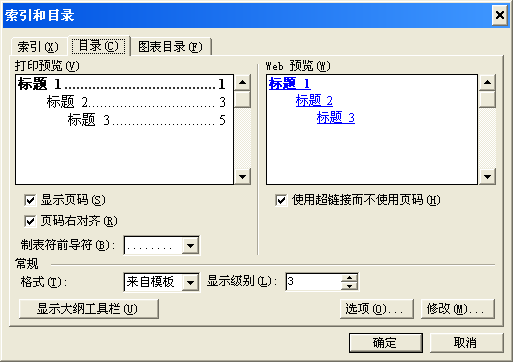 索引和目录
索引(X) 目录(C) 图表目录(F)
打印预览(V) Web 预览(W)
标题 1........................................1 标题 1
标题 2..............................3 标题 2
标题 3........................5 标题 3
显示页码(S) 使用超链接而不使用页码(H)
页码右对齐(R)
制表符前导符(B): ........
常规
格式(T): 来自模板 显示级别(L): 3
显示大纲工具栏(U) 选项(O)... 修改(M)...
确定 取消